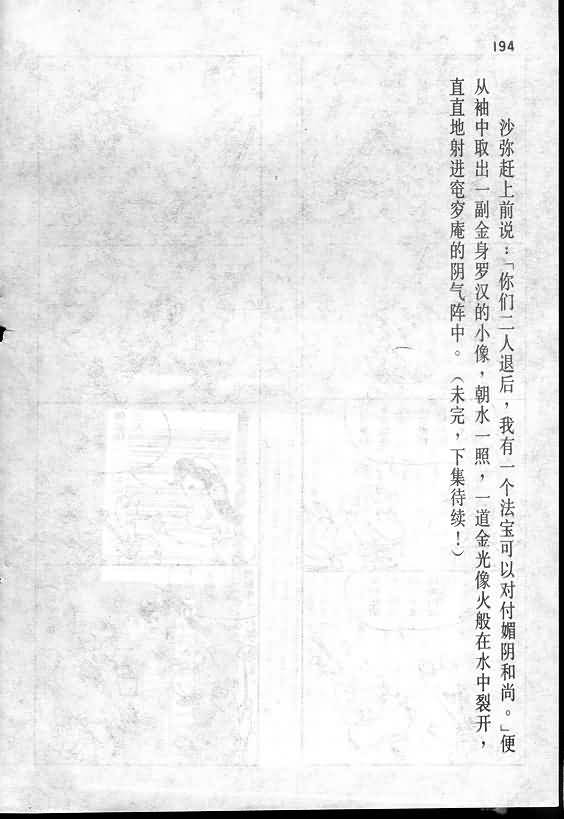 194
沙弥赶上前说：「你们二人退后，我有一个法宝可以对付媚阴和尚。」便
从袖中取出一副金身罗汉的小像，朝水一照，一道金光像火般在水中裂开，
直直地射进窀穸庵的阴气阵中。（未完，下集待续！）